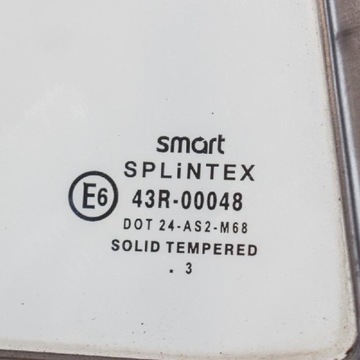 smart
SPLiNTEX
E6 43R-00048
DOT 24-AS2-M68
SOLID TEMPERED
. 3